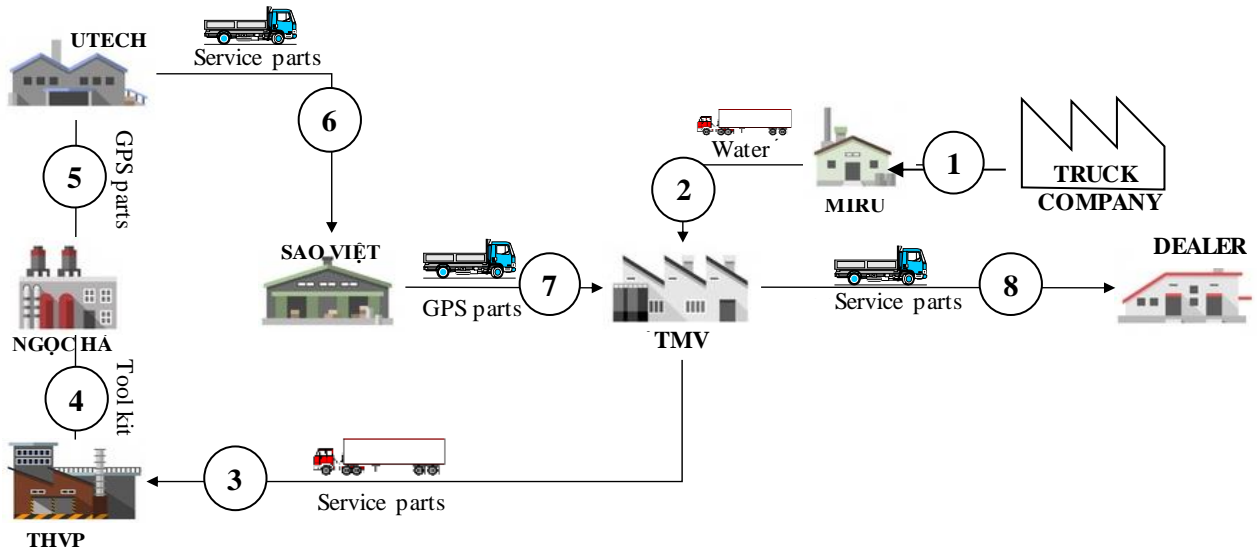 UTECH
Service parts
6
GPS parts
5
Water
2
1
TRUCK
COMPANY
MIRU
SAO VIỆT
GPS parts
7
TMV
Service parts
8
DEALER
NGỌC HÀ
Tool kit
4
3
Service parts
THVP